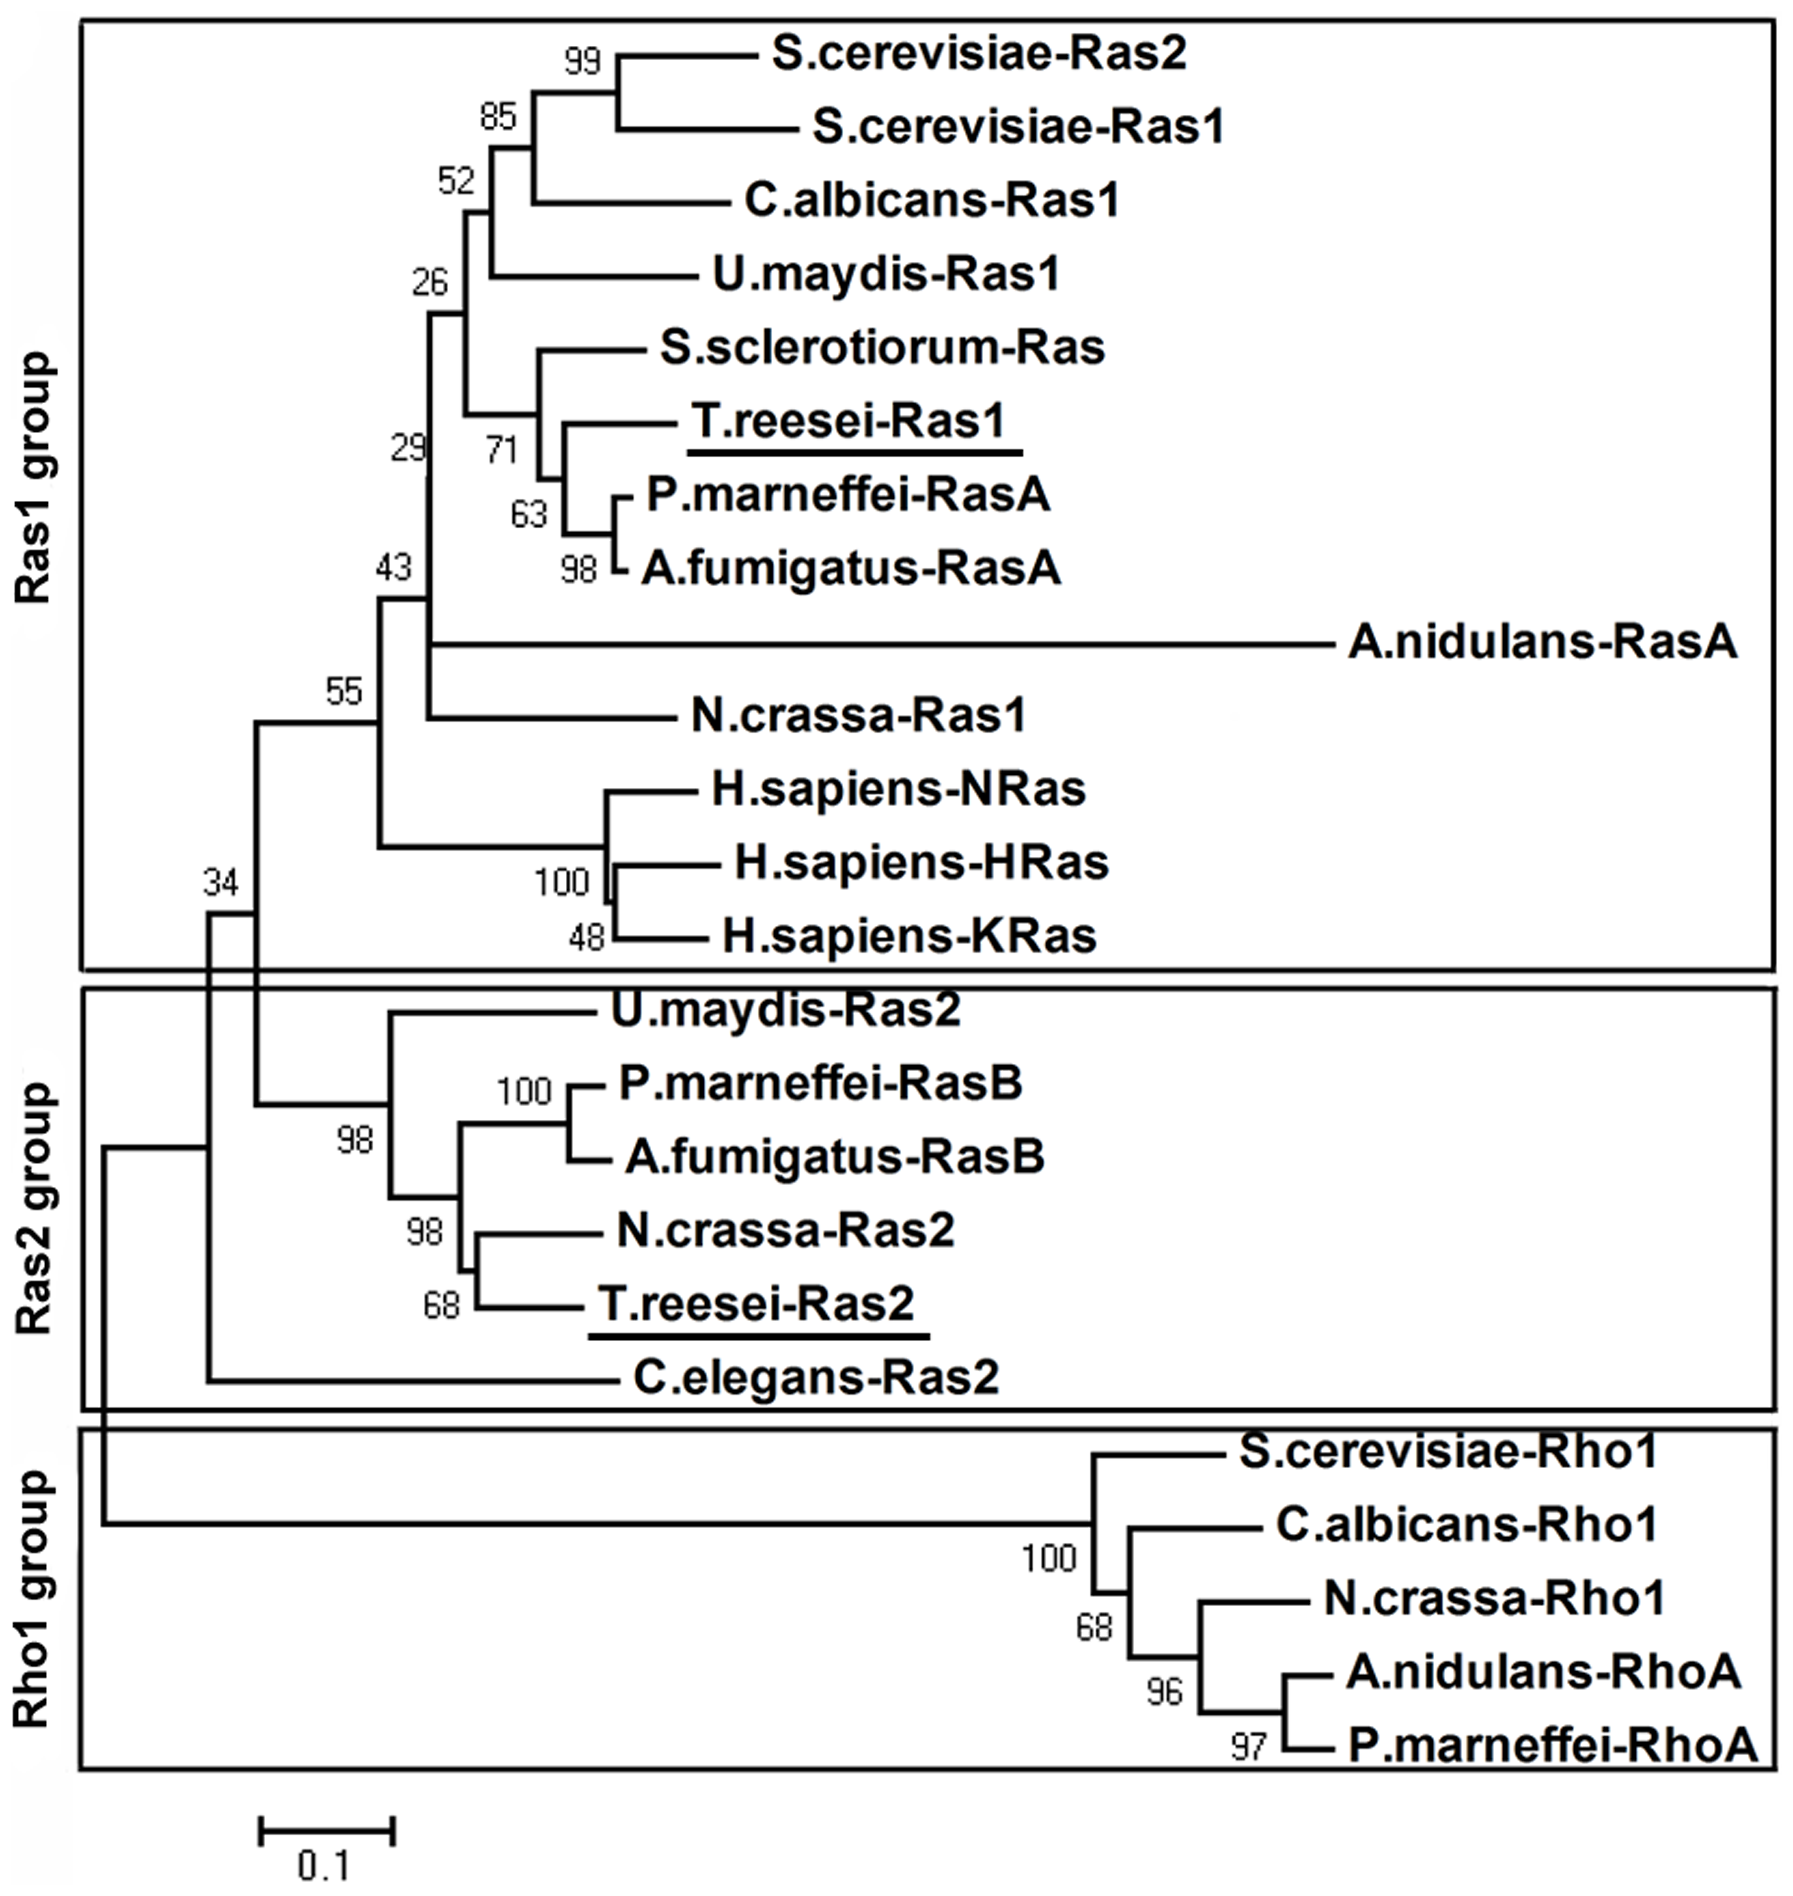 Ras1 group
99
S.cerevisiae-Ras2
85
S.cerevisiae-Ras1
52
C.albicans-Ras1
26
U.maydis-Ras1
S.sclerotiorum-Ras
29
71
T.reesei-Ras1
63
P.marneffei-RasA
43
98
A.fumigatus-RasA
A.nidulans-RasA
55
N.crassa-Ras1
H.sapiens-NRas
34
100
H.sapiens-HRas
48
H.sapiens-KRas
Ras2 group
U.maydis-Ras2
100
P.marneffei-RasB
98
A.fumigatus-RasB
98
N.crassa-Ras2
68
T.reesei-Ras2
C.elegans-Ras2
Rho1 group
S.cerevisiae-Rho1
100
C.albicans-Rho1
68
N.crassa-Rho1
96
A.nidulans-RhoA
97
P.marneffei-RhoA
0.1